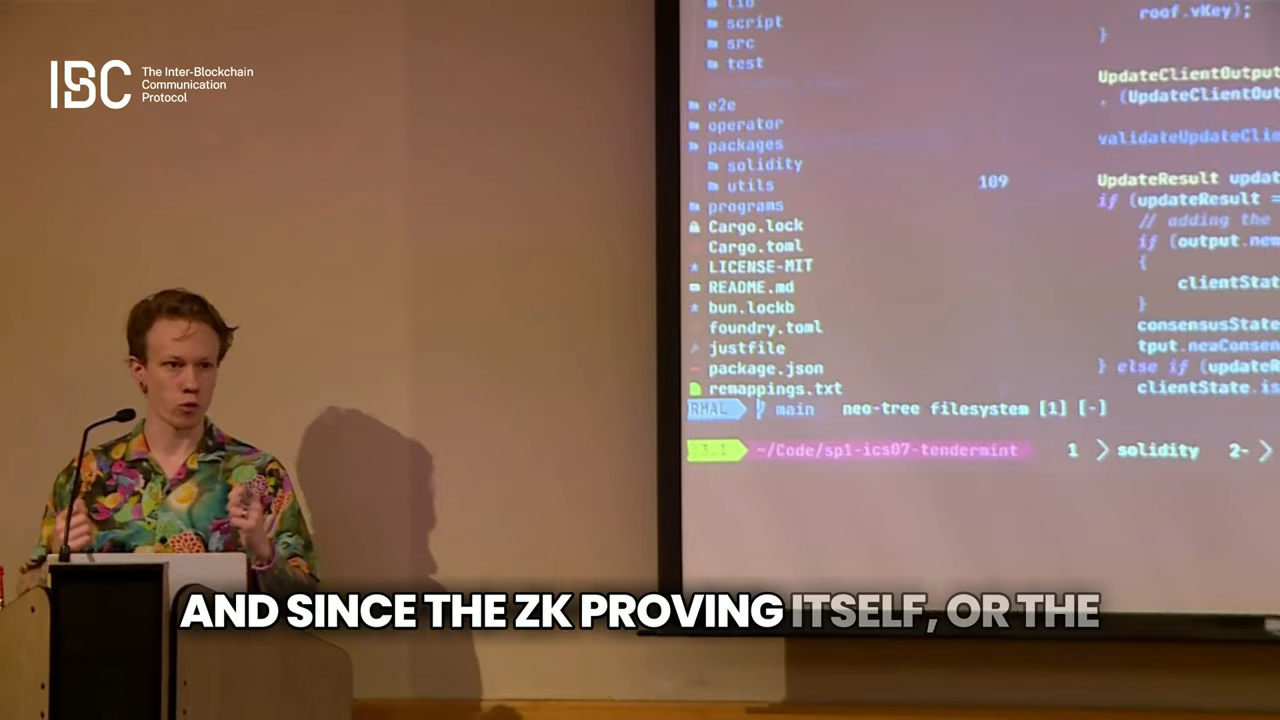 IBC
The Inter-Blockchain
Communication
Protocol
lib
script
src
test
e2e
operator
packages
solidity
utils
programs
Cargo.lock
Cargo.toml
LICENSE-MIT
README.md
bun.lockb
foundry.toml
justfile
package.json
remappings.txt
RMAL main neo-tree filesystem [1] [-]
~/Code/sp1-ics07-tendermint 1 solidity 2-
109
roof.vKey);
}
UpdateClientOutput
, (UpdateClientOut
validateUpdateClie
UpdateResult updat
if (updateResult =
// adding the
if (output.new
{
clientStat
}
consensusState
tput.newConsen
} else if (updateR
clientState.is
AND SINCE THE ZK PROVING ITSELF, OR THE